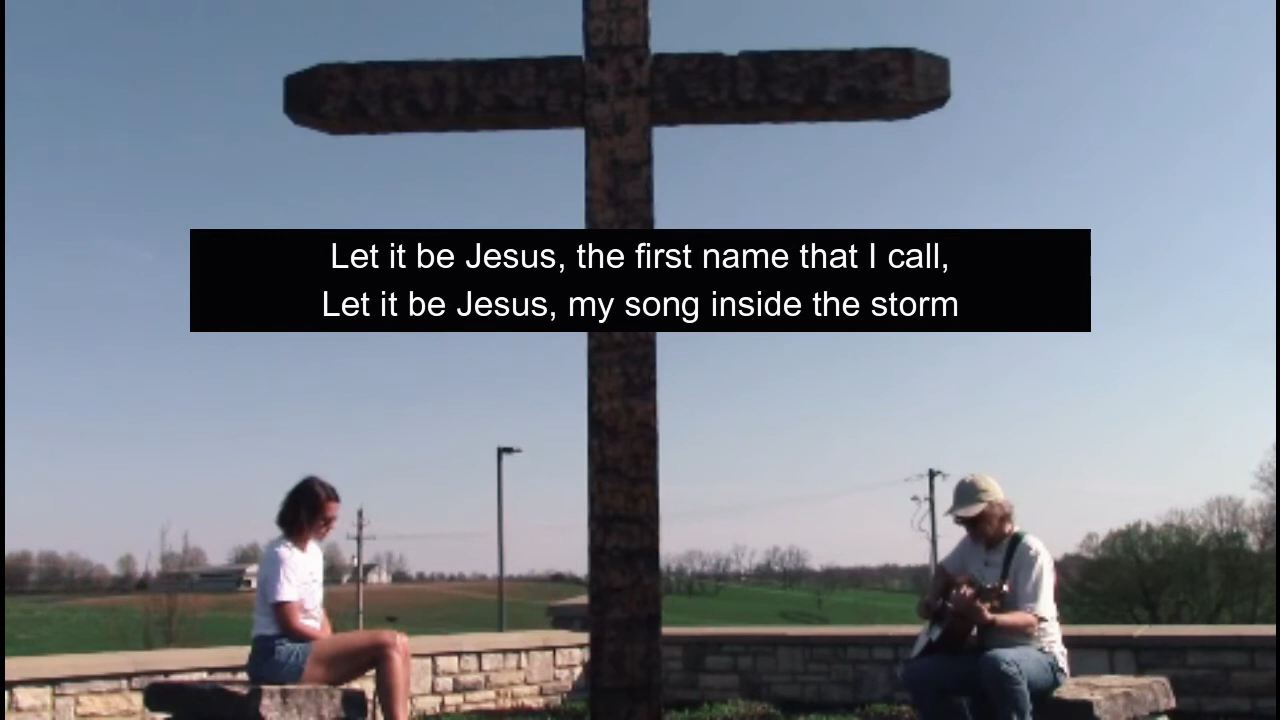 Let it be Jesus, the first name that I call,
Let it be Jesus, my song inside the storm